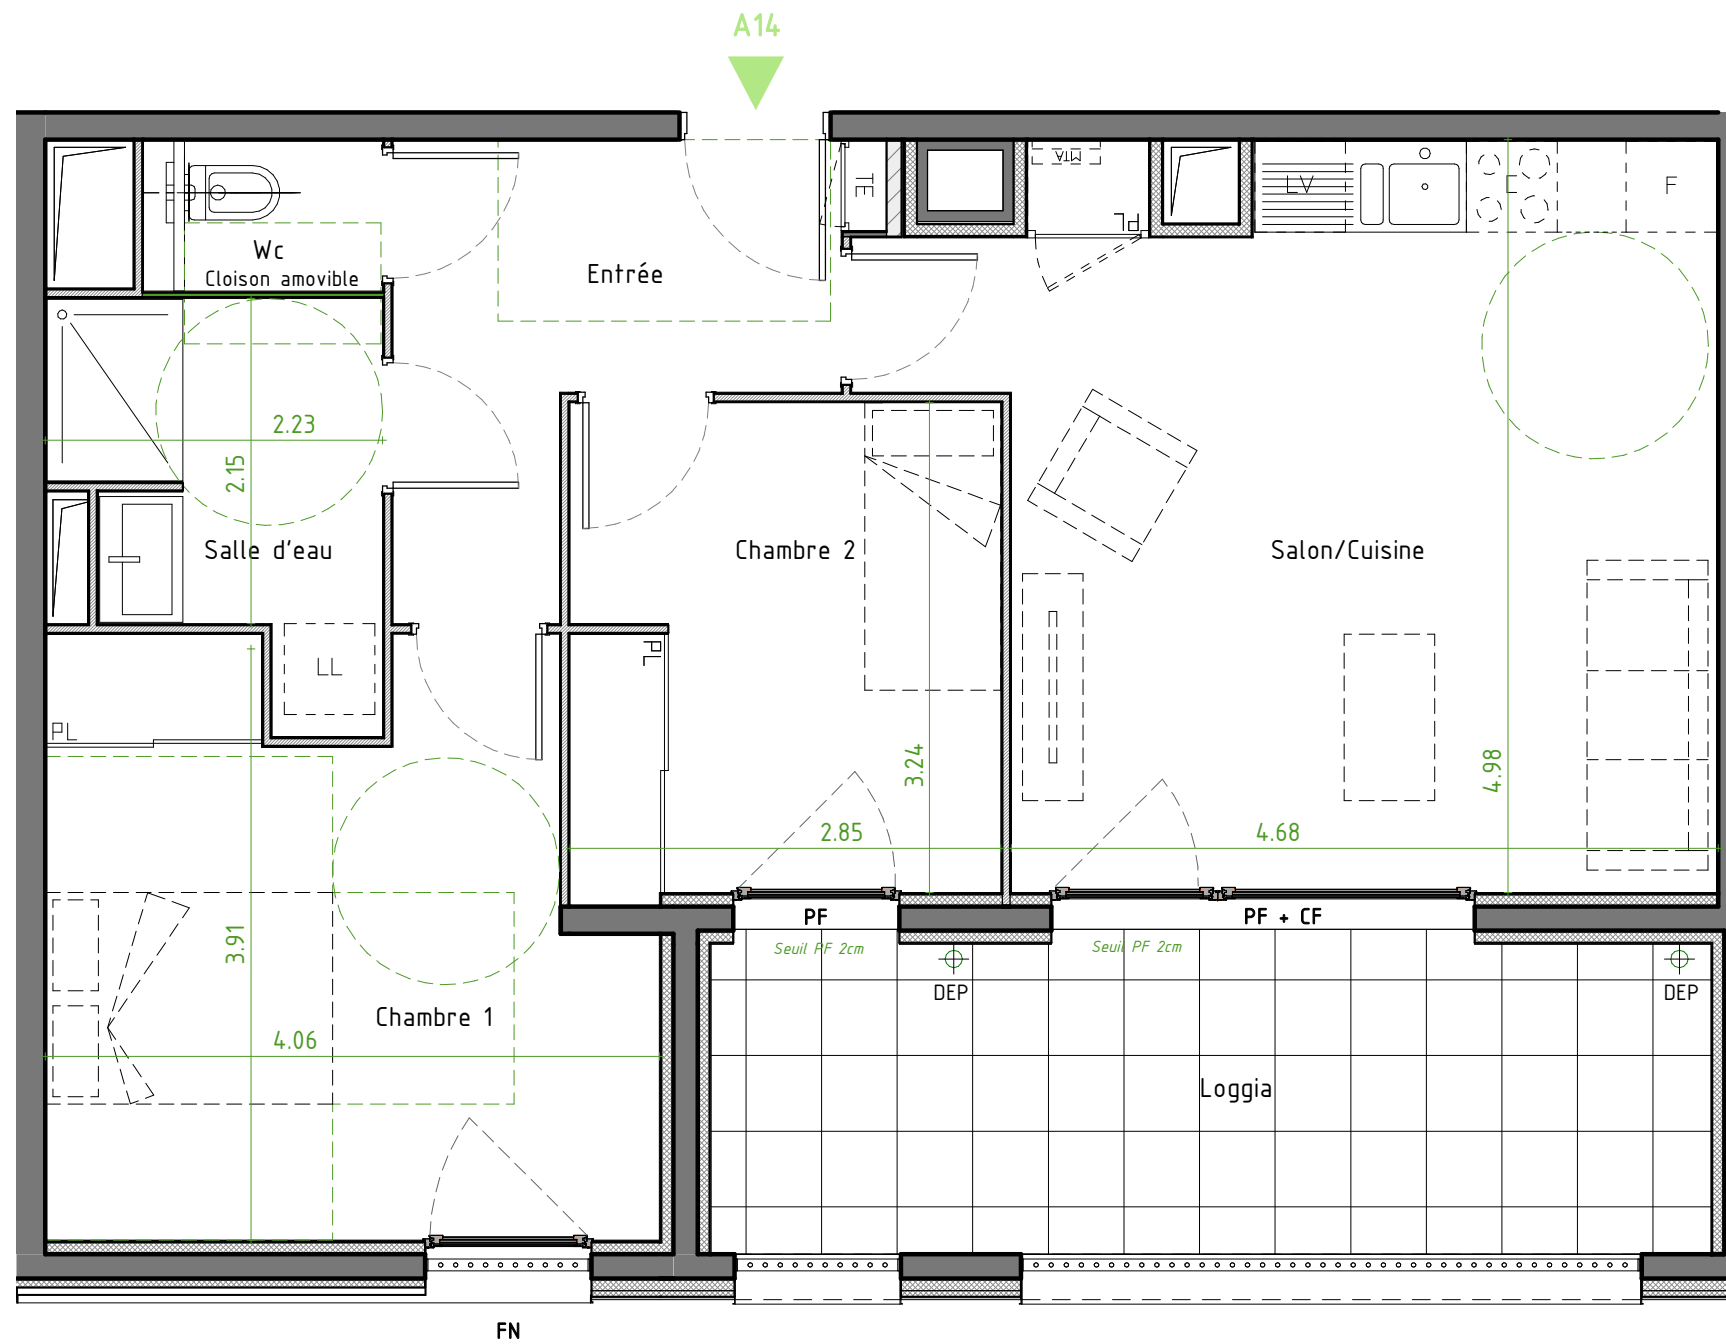 A14
MTA
TE
PL
LV
F
Wc
Cloison amovible
Entrée
2.23
2.15
Salle d'eau
Chambre 2
Salon/Cuisine
LL
PL
PL
3.24
4.98
2.85
4.68
PF
PF + CF
Seuil PF 2cm
Seuil PF 2cm
DEP
DEP
3.91
Chambre 1
4.06
Loggia
FN